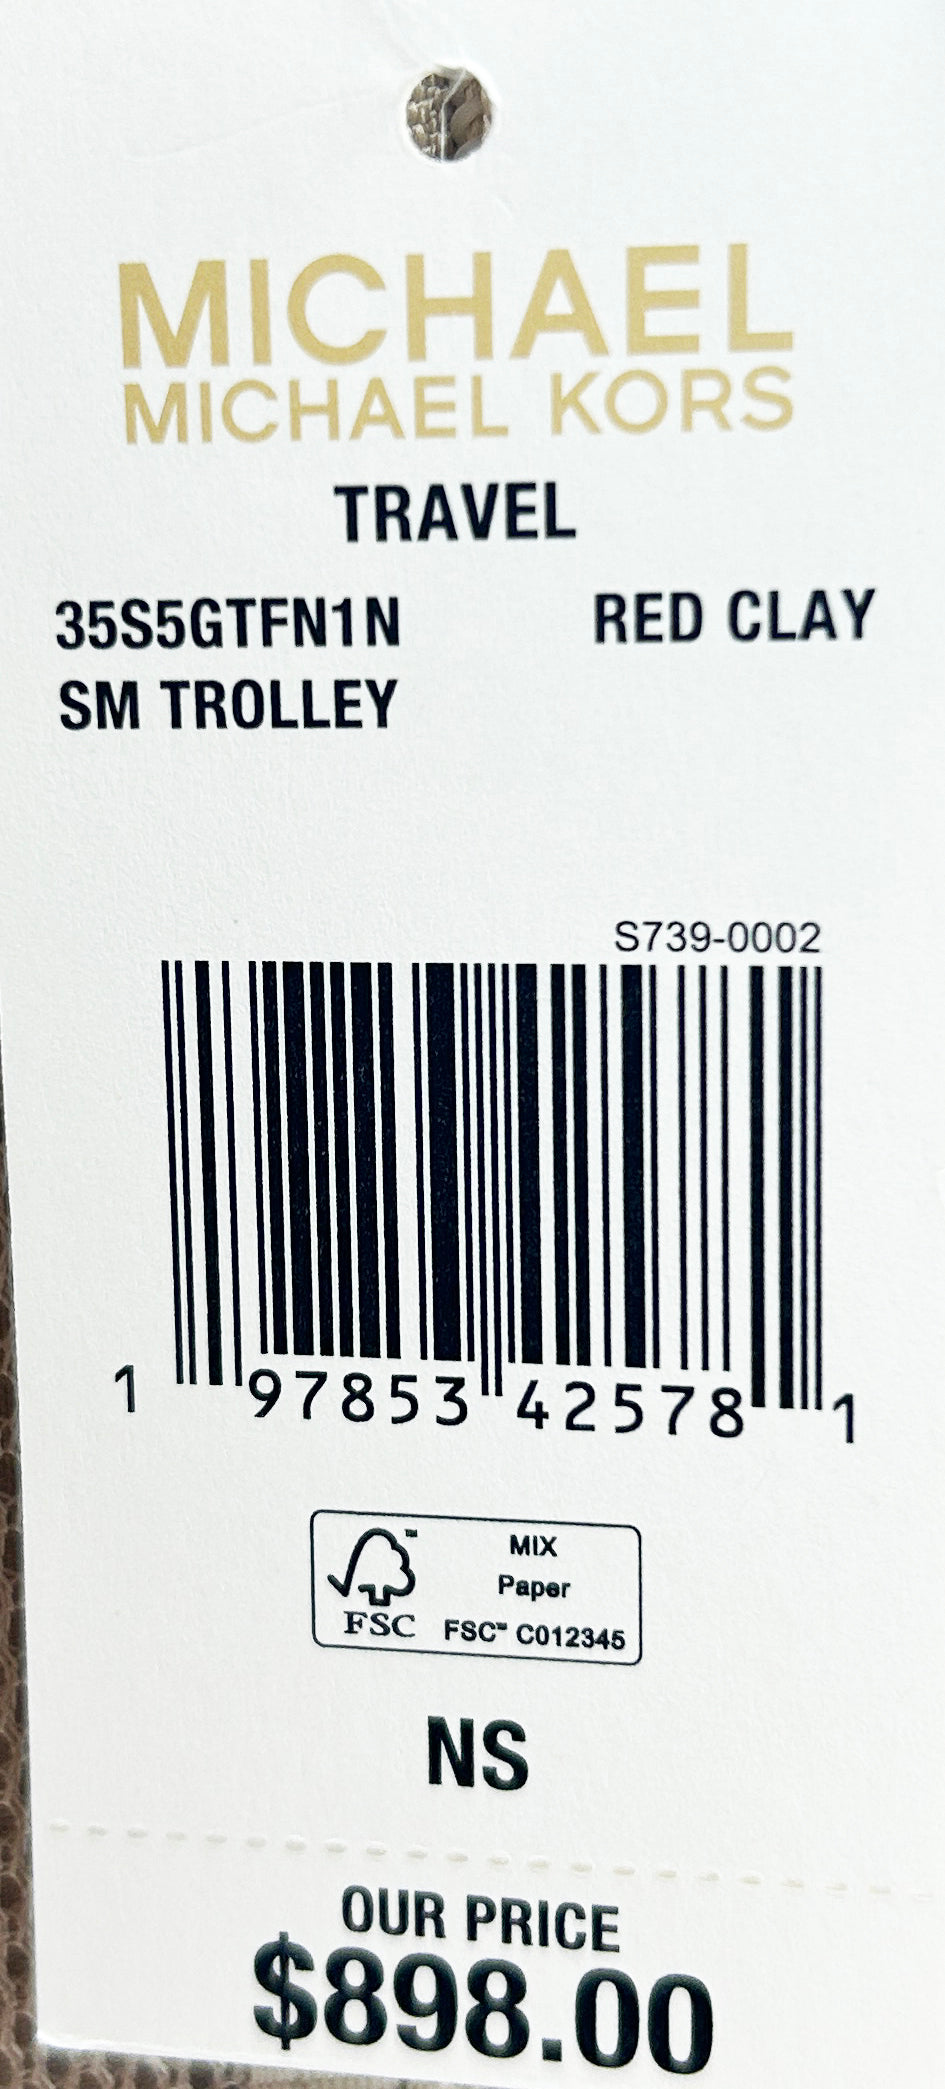 MICHAEL
MICHAEL KORS
TRAVEL
35S5GTFN1N RED CLAY
SM TROLLEY
S739-0002
1 97853 42578 1
MIX
Paper
FSC™ FSC™ C012345
NS
OUR PRICE
$898.00